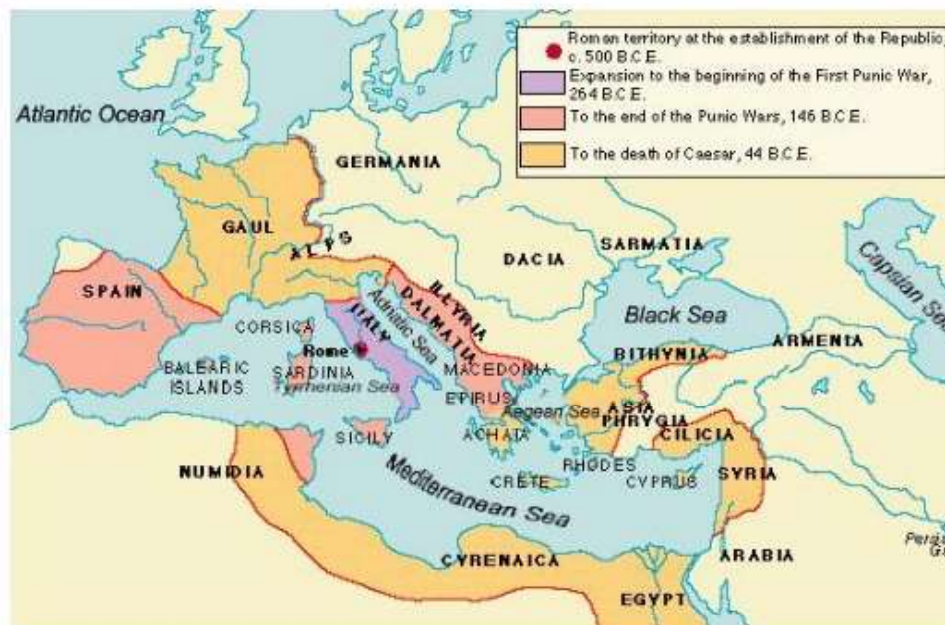 Roman territory at the establishment of the Republic
c. 500 B.C.E.
Expansion to the beginning of the First Punic War,
264 B.C.E.
To the end of the Punic Wars, 146 B.C.E.
To the death of Caesar, 44 B.C.E.
Atlantic Ocean
GERMANIA
GAUL
ALPS
DACIA
SARMATIA
Capsian Sea
SPAIN
CORSICA
ITALY
Adriatic Sea
DALMATIA
ILLYRIA
Black Sea
ARMENIA
Rome
BITHYNIA
BALEARIC
ISLANDS
SARDINIA
Tyrrhenian Sea
MACEDONIA
EPIRUS
Aegean Sea
ASIA
PHRYGIA
SICILY
ACHAIA
CILICIA
NUMIDIA
Mediterranean Sea
CRETE
RHODES
CYPRUS
SYRIA
CYRENAICA
ARABIA
EGYPT